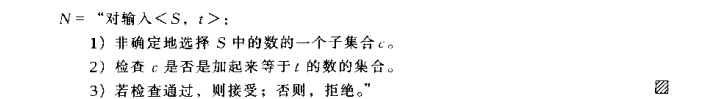 N = “对输入<S, t>:
1) 非确定地选择 S 中的数的一个子集合c。
2) 检查 c 是否是加起来等于 t 的数的集合。
3) 若检查通过, 则接受; 否则, 拒绝。”